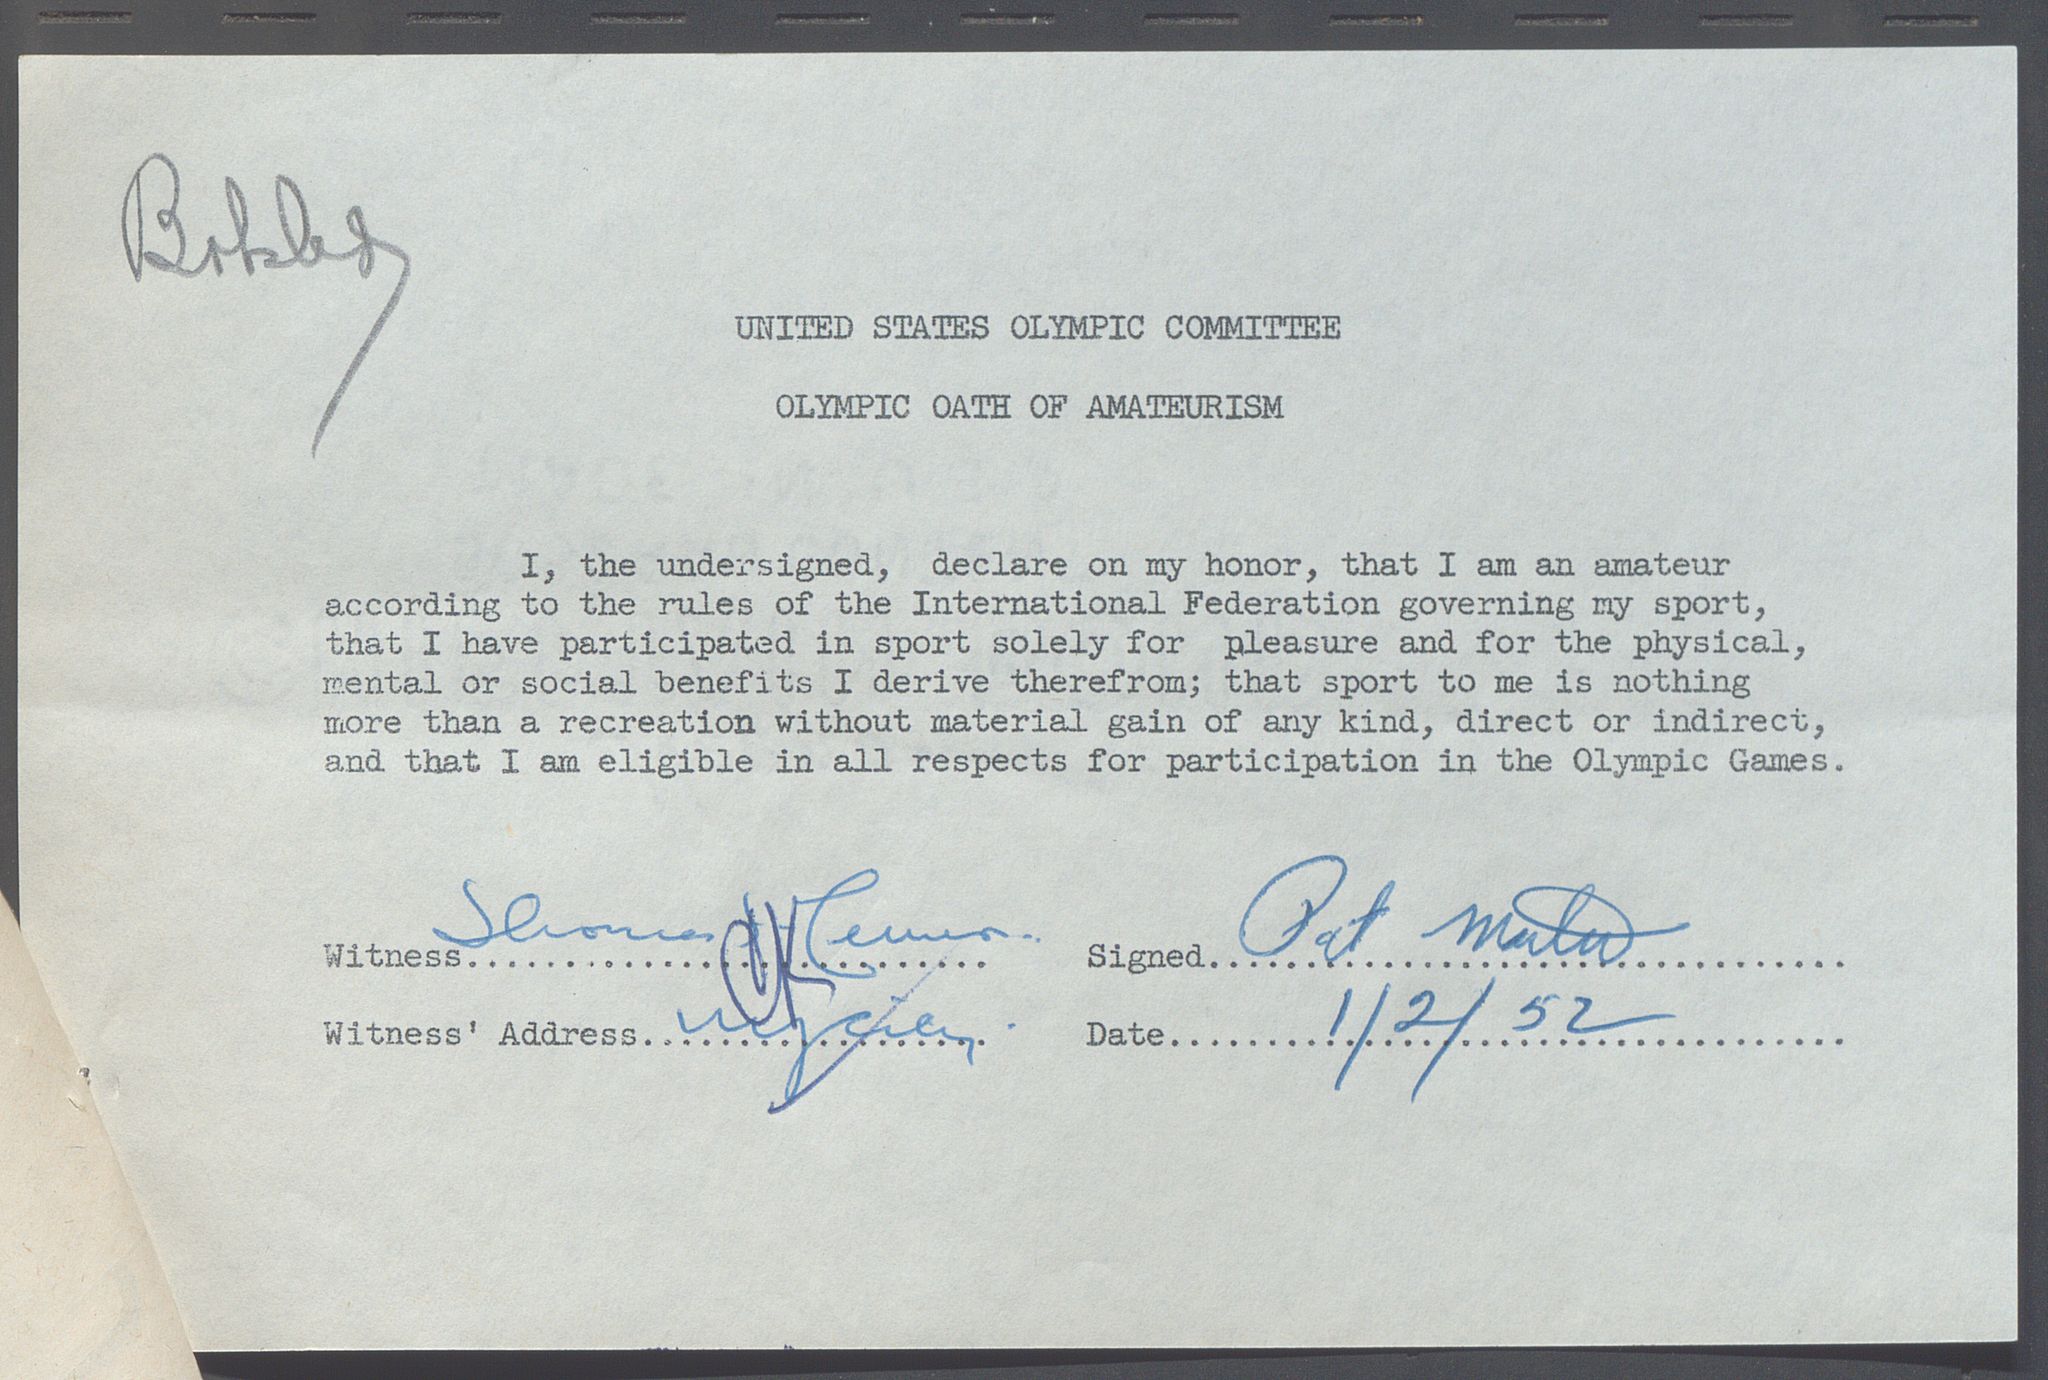 Bobsled
UNITED STATES OLYMPIC COMMITTEE
OLYMPIC OATH OF AMATEURISM
I, the undersigned, declare on my honor, that I am an amateur
according to the rules of the International Federation governing my sport,
that I have participated in sport solely for pleasure and for the physical,
mental or social benefits I derive therefrom; that sport to me is nothing
more than a recreation without material gain of any kind, direct or indirect,
and that I am eligible in all respects for participation in the Olympic Games.
Witness Thomas
OK
Signed Pat Martin
Witness' Address
Date 1/2/52